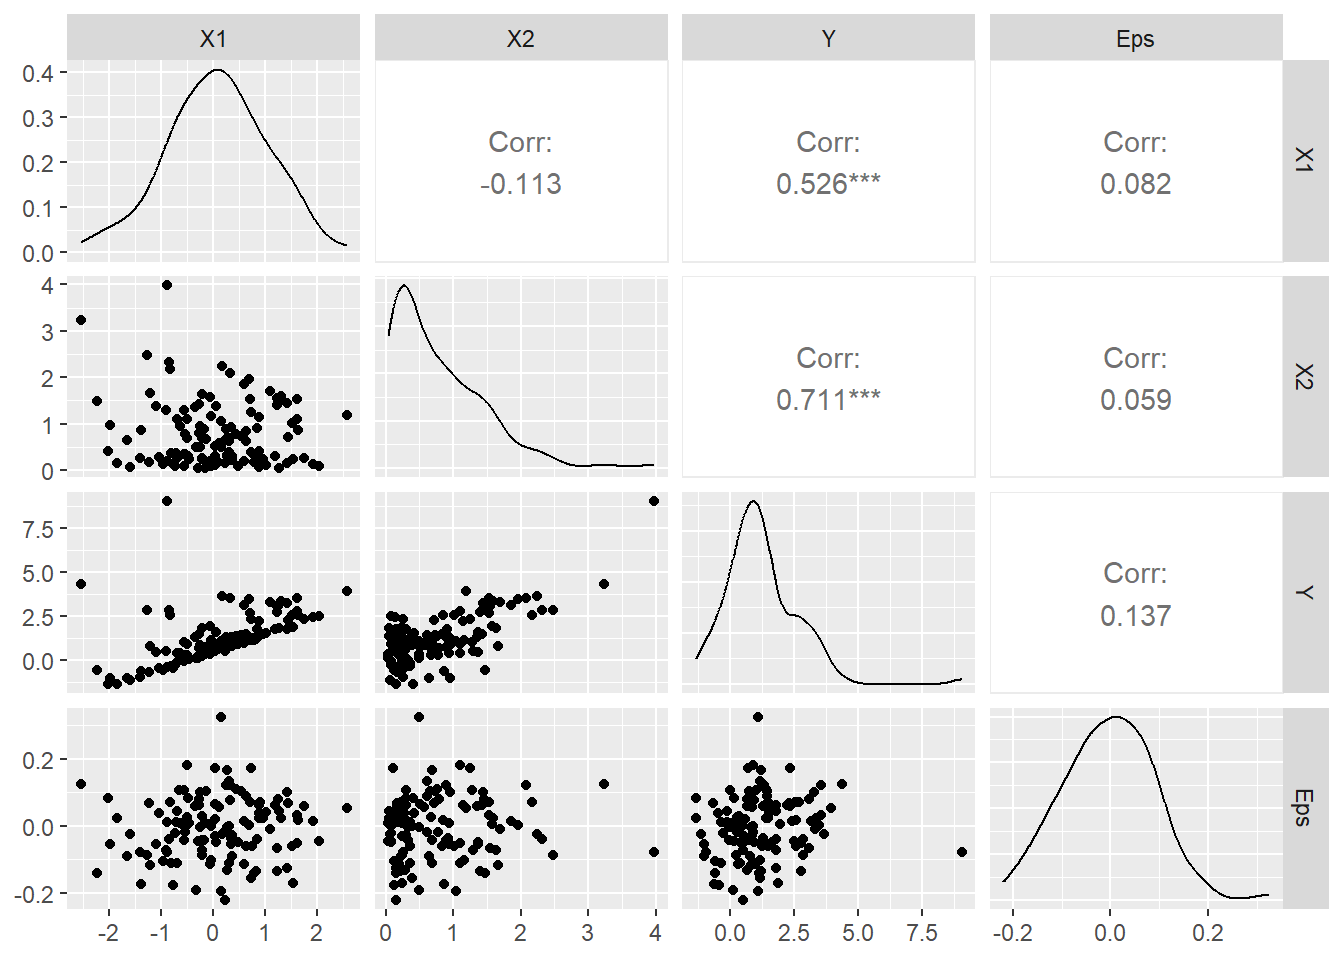 X1 X2 Y Eps
0.4
0.3
0.2
0.1
0.0
Corr:
-0.113
Corr:
0.526***
Corr:
0.082
X1
4
3
2
1
0
Corr:
0.711***
Corr:
0.059
X2
7.5
5.0
2.5
0.0
Corr:
0.137
Y
0.2
0.0
-0.2
Eps
-2 -1 0 1 2 0 1 2 3 4 0.0 2.5 5.0 7.5 -0.2 0.0 0.2